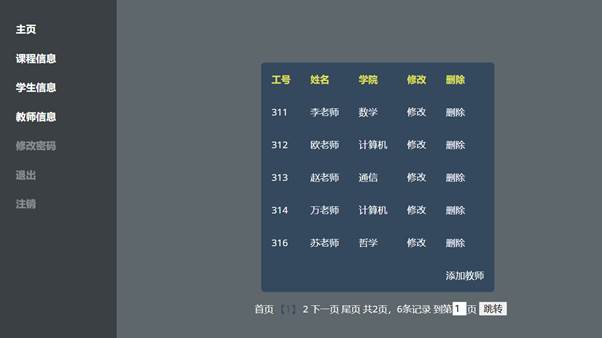 主页
课程信息
学生信息
教师信息
修改密码
退出
注销
工号 姓名 学院 修改 删除
311 李老师 数学 修改 删除
312 欧老师 计算机 修改 删除
313 赵老师 通信 修改 删除
314 万老师 计算机 修改 删除
316 苏老师 哲学 修改 删除
添加教师
首页 【1】 2 下一页 尾页 共2页，6条记录 到第 1 页 跳转